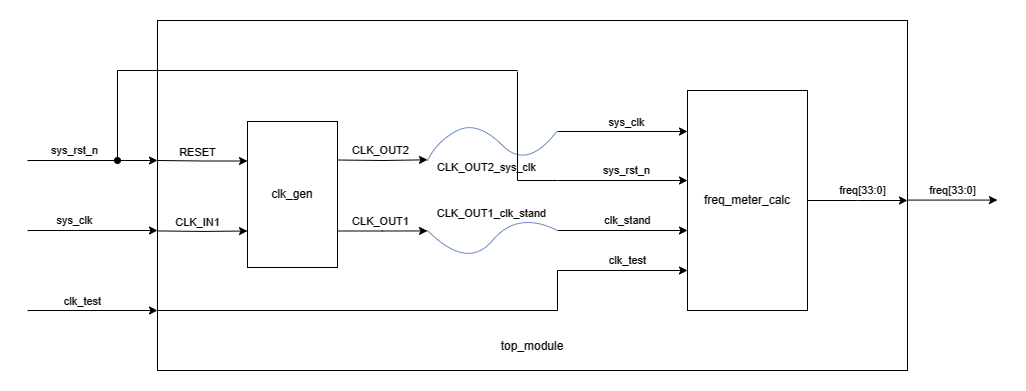 sys_rst_n
RESET
sys_clk
CLK_IN1
clk_test
clk_gen
CLK_OUT2
CLK_OUT2_sys_clk
CLK_OUT1
CLK_OUT1_clk_stand
sys_clk
sys_rst_n
clk_stand
clk_test
freq_meter_calc
freq[33:0]
freq[33:0]
top_module